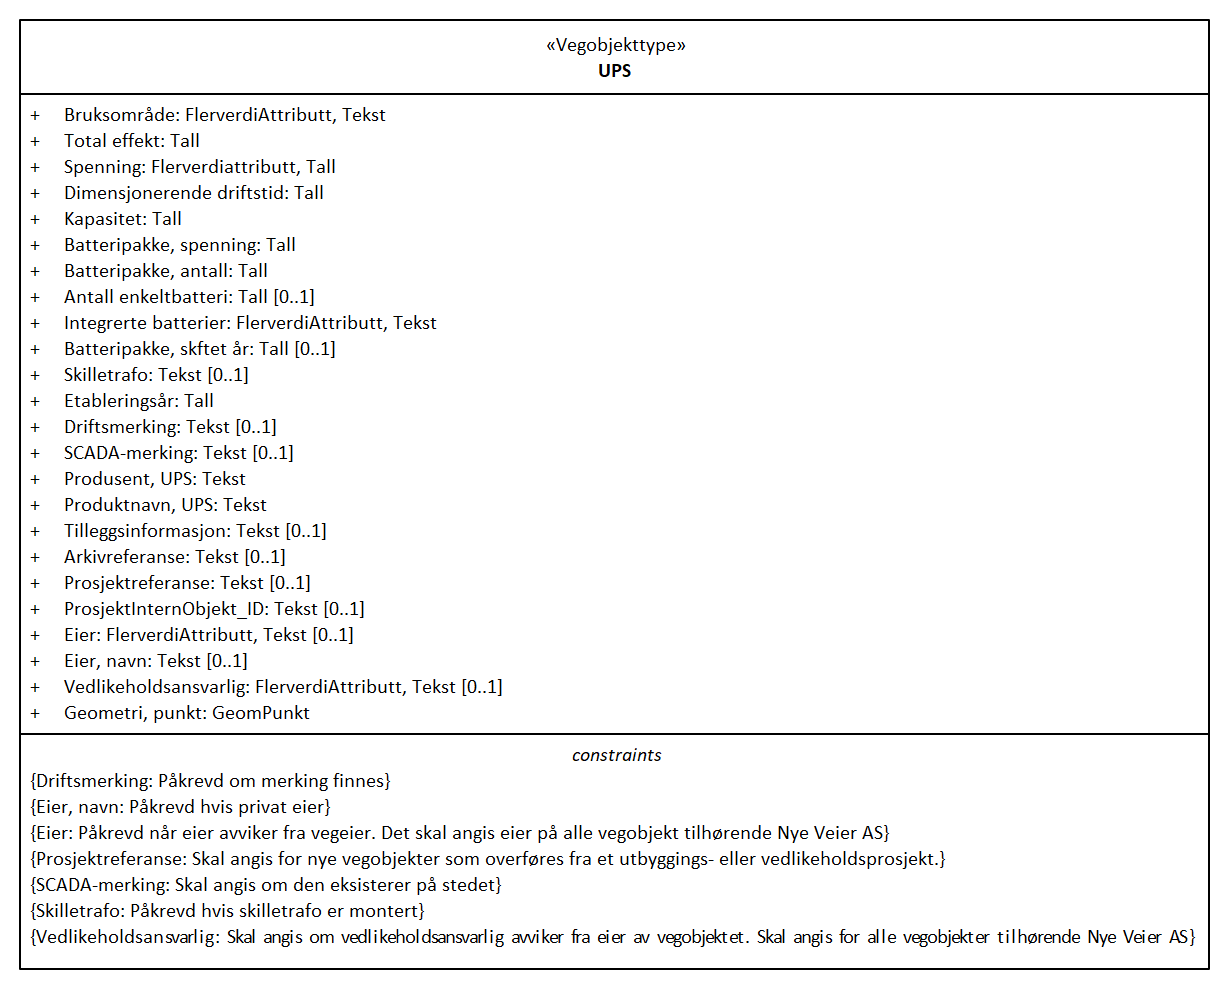 «Vegobjekttype»
UPS
+ Bruksområde: FlerverdiAttributt, Tekst
+ Total effekt: Tall
+ Spenning: Flerverdiattributt, Tall
+ Dimensjonerende driftstid: Tall
+ Kapasitet: Tall
+ Batteripakke, spenning: Tall
+ Batteripakke, antall: Tall
+ Antall enkeltbatteri: Tall [0..1]
+ Integrerte batterier: FlerverdiAttributt, Tekst
+ Batteripakke, skftet år: Tall [0..1]
+ Skilletrafo: Tekst [0..1]
+ Etableringsår: Tall
+ Driftsmerking: Tekst [0..1]
+ SCADA-merking: Tekst [0..1]
+ Produsent, UPS: Tekst
+ Produktnavn, UPS: Tekst
+ Tilleggsinformasjon: Tekst [0..1]
+ Arkivreferanse: Tekst [0..1]
+ Prosjektreferanse: Tekst [0..1]
+ ProsjektInternObjekt_ID: Tekst [0..1]
+ Eier: FlerverdiAttributt, Tekst [0..1]
+ Eier, navn: Tekst [0..1]
+ Vedlikeholdsansvarlig: FlerverdiAttributt, Tekst [0..1]
+ Geometri, punkt: GeomPunkt
constraints
{Driftsmerking: Påkrevd om merking finnes}
{Eier, navn: Påkrevd hvis privat eier}
{Eier: Påkrevd når eier avviker fra vegeier. Det skal angis eier på alle vegobjekt tilhørende Nye Veier AS}
{Prosjektreferanse: Skal angis for nye vegobjekter som overføres fra et utbyggings- eller vedlikeholdsprosjekt.}
{SCADA-merking: Skal angis om den eksisterer på stedet}
{Skilletrafo: Påkrevd hvis skilletrafo er montert}
{Vedlikeholdsansvarlig: Skal angis om vedlikeholdsansvarlig avviker fra eier av vegobjektet. Skal angis for alle vegobjekter tilhørende Nye Veier AS}